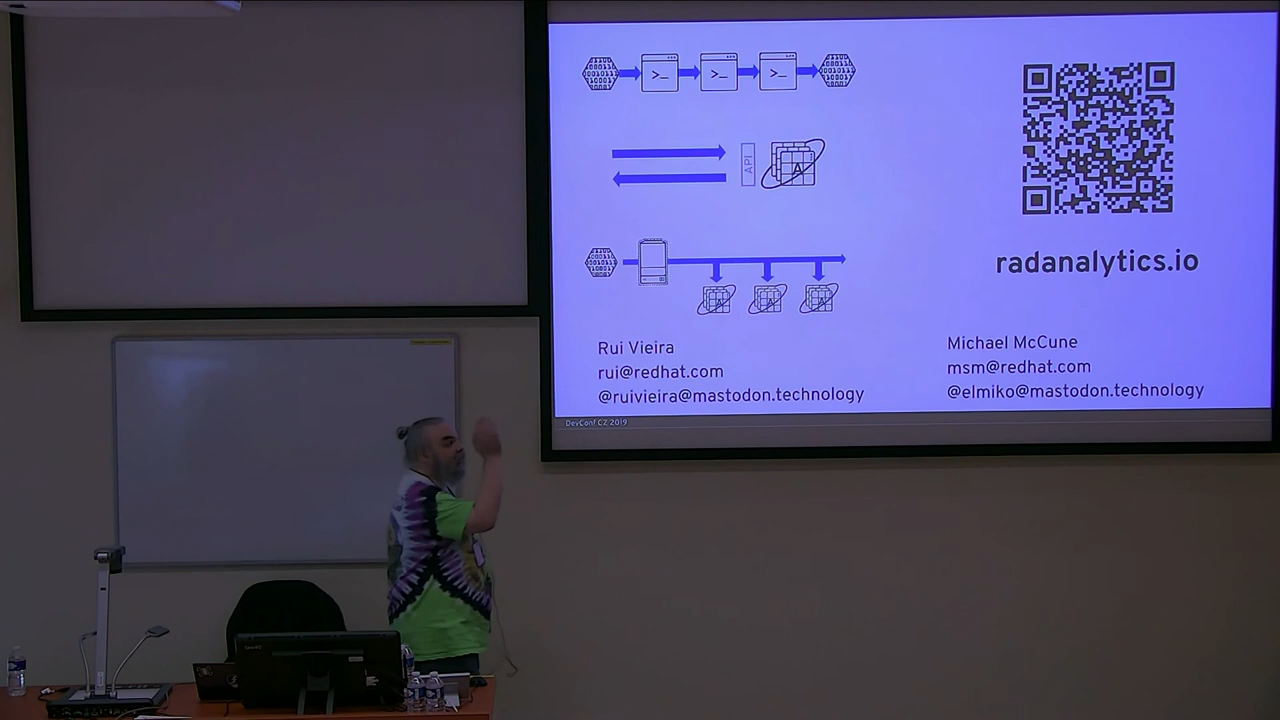 >_
>_
>_
API
A
A
A
A
radanalytics.io
Rui Vieira
rui@redhat.com
@ruivieira@mastodon.technology
Michael McCune
msm@redhat.com
@elmiko@mastodon.technology
DevConf CZ 2019